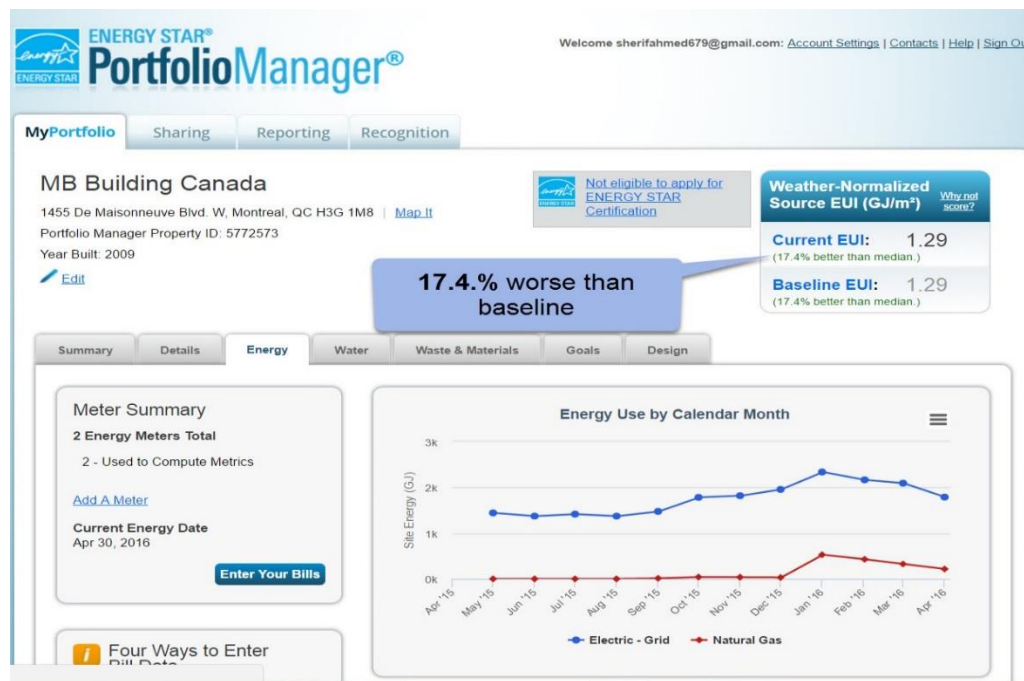 ENERGY STAR®
PortfolioManager®
energy
ENERGY STAR
Welcome sherifahmed679@gmail.com: Account Settings | Contacts | Help | Sign Ou
MyPortfolio
Sharing
Reporting
Recognition
MB Building Canada
1455 De Maisonneuve Blvd. W, Montreal, QC H3G 1M8 | Map It
Portfolio Manager Property ID: 5772573
Year Built: 2009
Edit
energy
ENERGY STAR
Not eligible to apply for
ENERGY STAR
Certification
Weather-Normalized
Source EUI (GJ/m²)
Why not
score?
Current EUI: 1.29
(17.4% better than median.)
Baseline EUI: 1.29
(17.4% better than median.)
17.4.% worse than
baseline
Summary
Details
Energy
Water
Waste & Materials
Goals
Design
Meter Summary
2 Energy Meters Total
2 - Used to Compute Metrics
Add A Meter
Current Energy Date
Apr 30, 2016
Enter Your Bills
i
Four Ways to Enter
Bill Data
Energy Use by Calendar Month
Site Energy (GJ)
3k
2k
1k
0k
Apr '15
May '15
Jun '15
Jul '15
Aug '15
Sep '15
Oct '15
Nov '15
Dec '15
Jan '16
Feb '16
Mar '16
Apr '16
Electric - Grid
Natural Gas